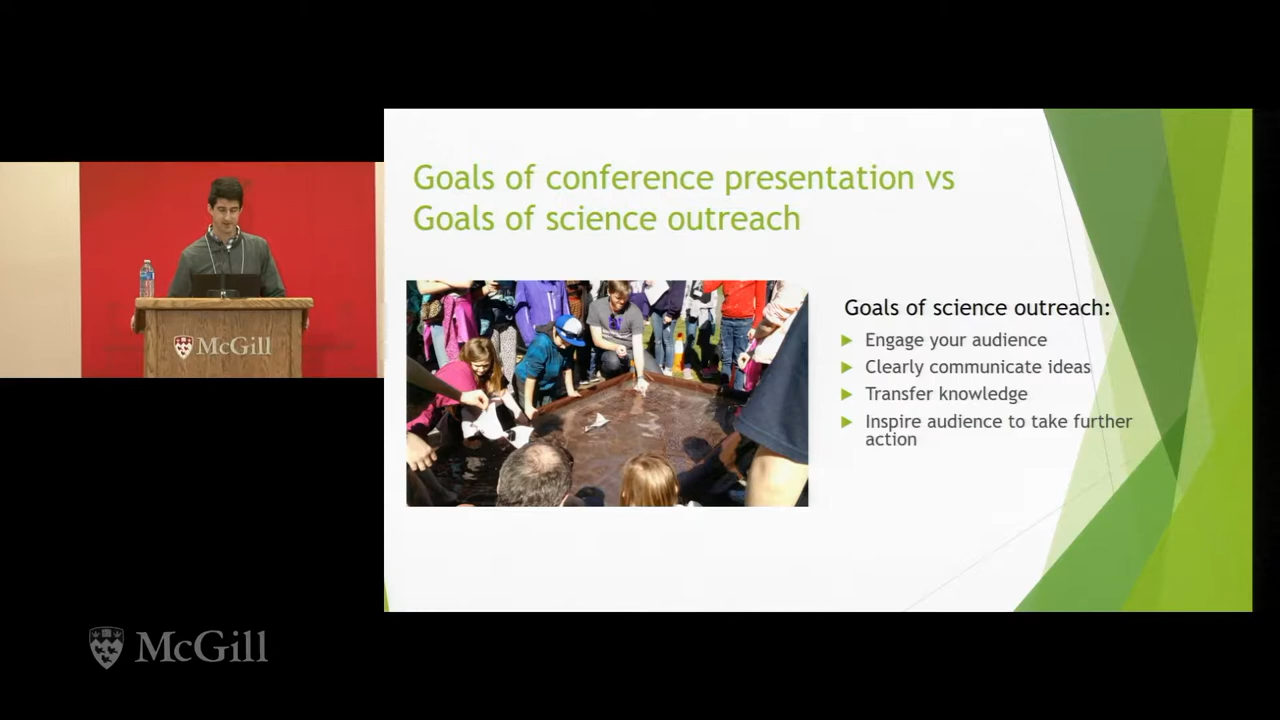 Goals of conference presentation vs
Goals of science outreach
Goals of science outreach:
Engage your audience
Clearly communicate ideas
Transfer knowledge
Inspire audience to take further
action
McGill
McGill